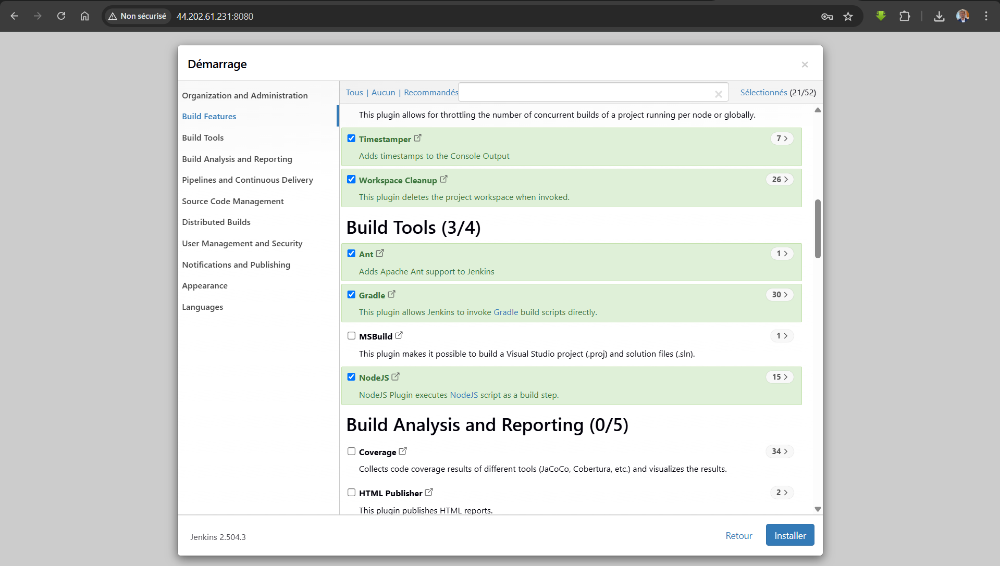 Non sécurisé 44.202.61.231:8080
Démarrage
×
Organization and Administration
Build Features
Build Tools
Build Analysis and Reporting
Pipelines and Continuous Delivery
Source Code Management
Distributed Builds
User Management and Security
Notifications and Publishing
Appearance
Languages
Tous | Aucun | Recommandés
Sélectionnés (21/52)
This plugin allows for throttling the number of concurrent builds of a project running per node or globally.
Timestamper 7 >
Adds timestamps to the Console Output
Workspace Cleanup 26 >
This plugin deletes the project workspace when invoked.
Build Tools (3/4)
Ant 1 >
Adds Apache Ant support to Jenkins
Gradle 30 >
This plugin allows Jenkins to invoke Gradle build scripts directly.
MSBuild 1 >
This plugin makes it possible to build a Visual Studio project (.proj) and solution files (.sln).
NodeJS 15 >
NodeJS Plugin executes NodeJS script as a build step.
Build Analysis and Reporting (0/5)
Coverage 34 >
Collects code coverage results of different tools (JaCoCo, Cobertura, etc.) and visualizes the results.
HTML Publisher 2 >
This plugin publishes HTML reports.
Jenkins 2.504.3
Retour
Installer